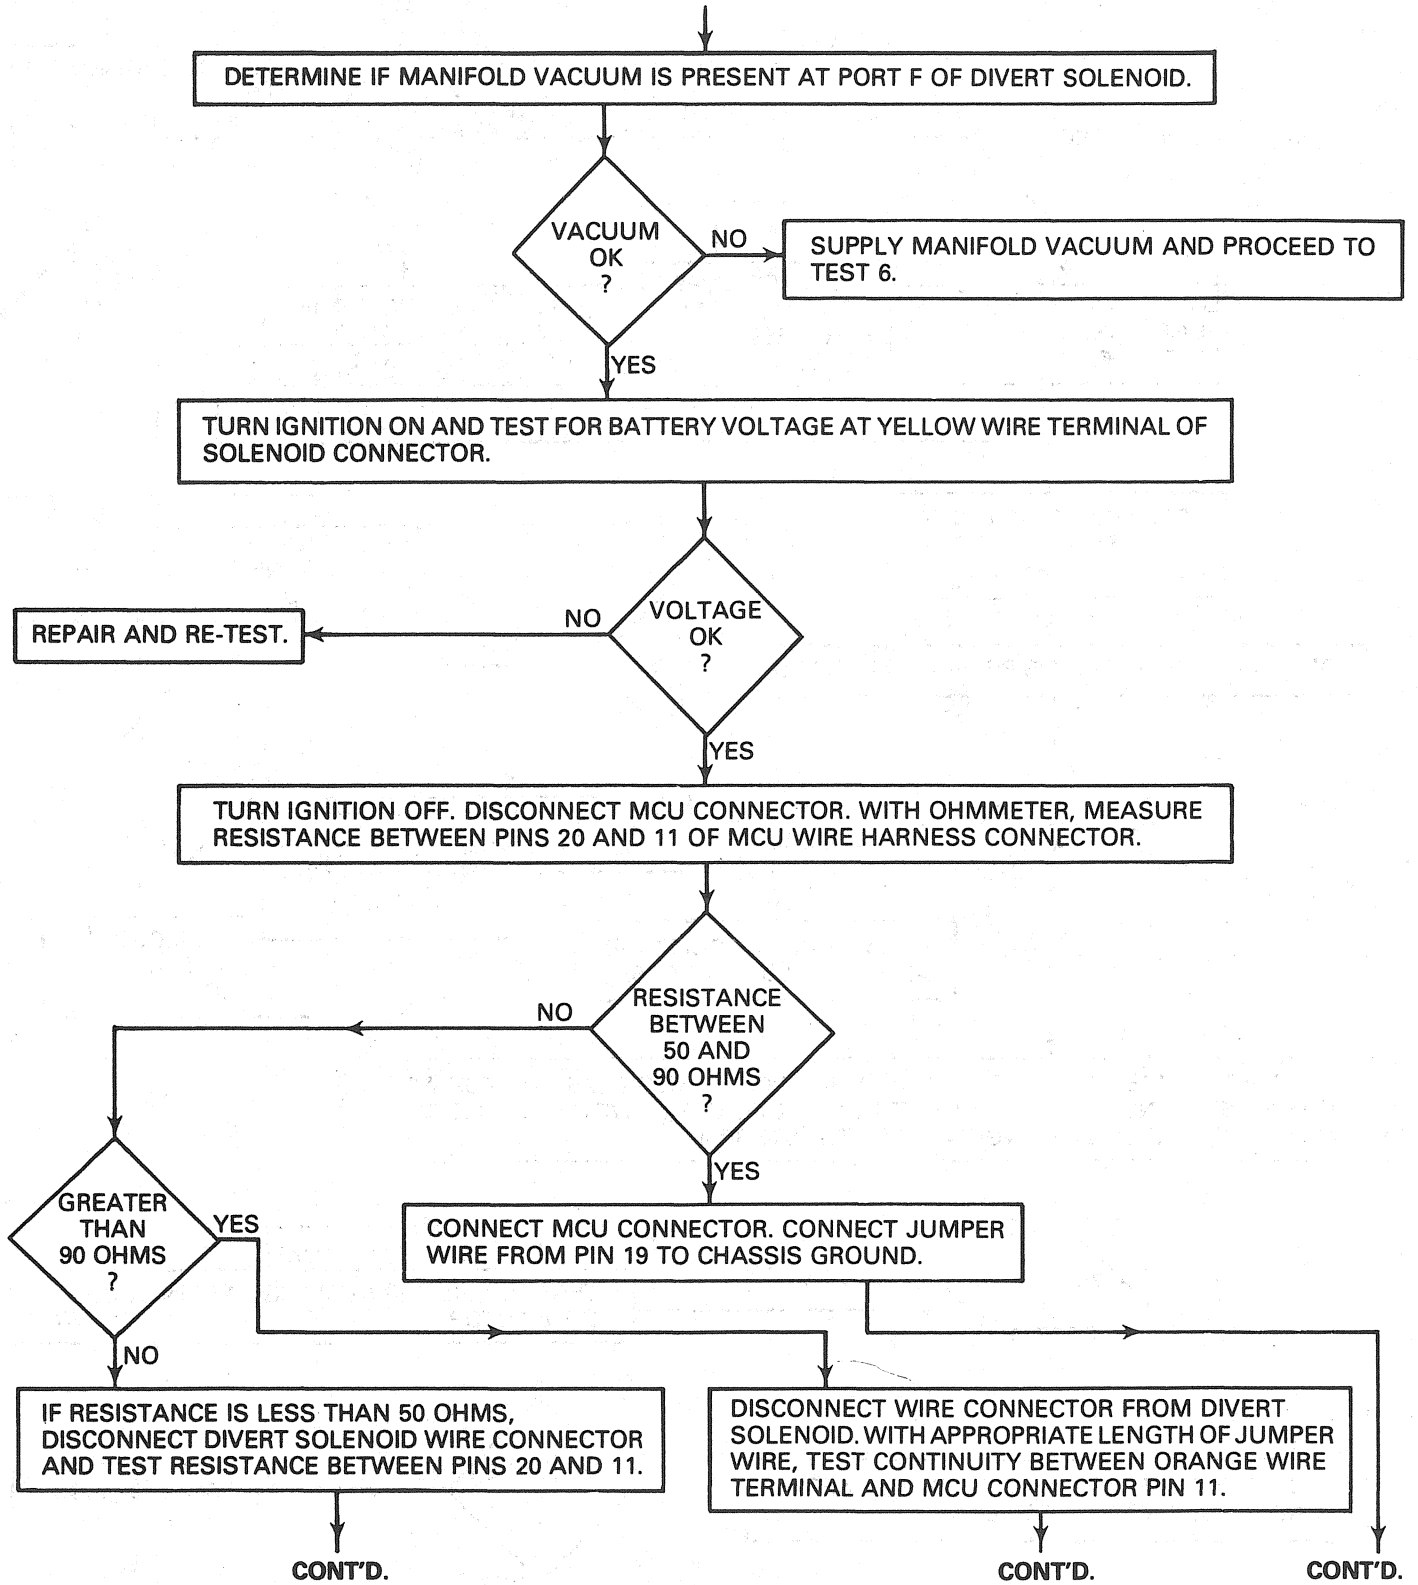 DETERMINE IF MANIFOLD VACUUM IS PRESENT AT PORT F OF DIVERT SOLENOID.
VACUUM
OK
?
NO
SUPPLY MANIFOLD VACUUM AND PROCEED TO
TEST 6.
YES
TURN IGNITION ON AND TEST FOR BATTERY VOLTAGE AT YELLOW WIRE TERMINAL OF
SOLENOID CONNECTOR.
VOLTAGE
OK
?
NO
REPAIR AND RE-TEST.
YES
TURN IGNITION OFF. DISCONNECT MCU CONNECTOR. WITH OHMMETER, MEASURE
RESISTANCE BETWEEN PINS 20 AND 11 OF MCU WIRE HARNESS CONNECTOR.
RESISTANCE
BETWEEN
50 AND
90 OHMS
?
NO
YES
GREATER
THAN
90 OHMS
?
YES
CONNECT MCU CONNECTOR. CONNECT JUMPER
WIRE FROM PIN 19 TO CHASSIS GROUND.
NO
IF RESISTANCE IS LESS THAN 50 OHMS,
DISCONNECT DIVERT SOLENOID WIRE CONNECTOR
AND TEST RESISTANCE BETWEEN PINS 20 AND 11.
DISCONNECT WIRE CONNECTOR FROM DIVERT
SOLENOID. WITH APPROPRIATE LENGTH OF JUMPER
WIRE, TEST CONTINUITY BETWEEN ORANGE WIRE
TERMINAL AND MCU CONNECTOR PIN 11.
CONT'D.
CONT'D.
CONT'D.